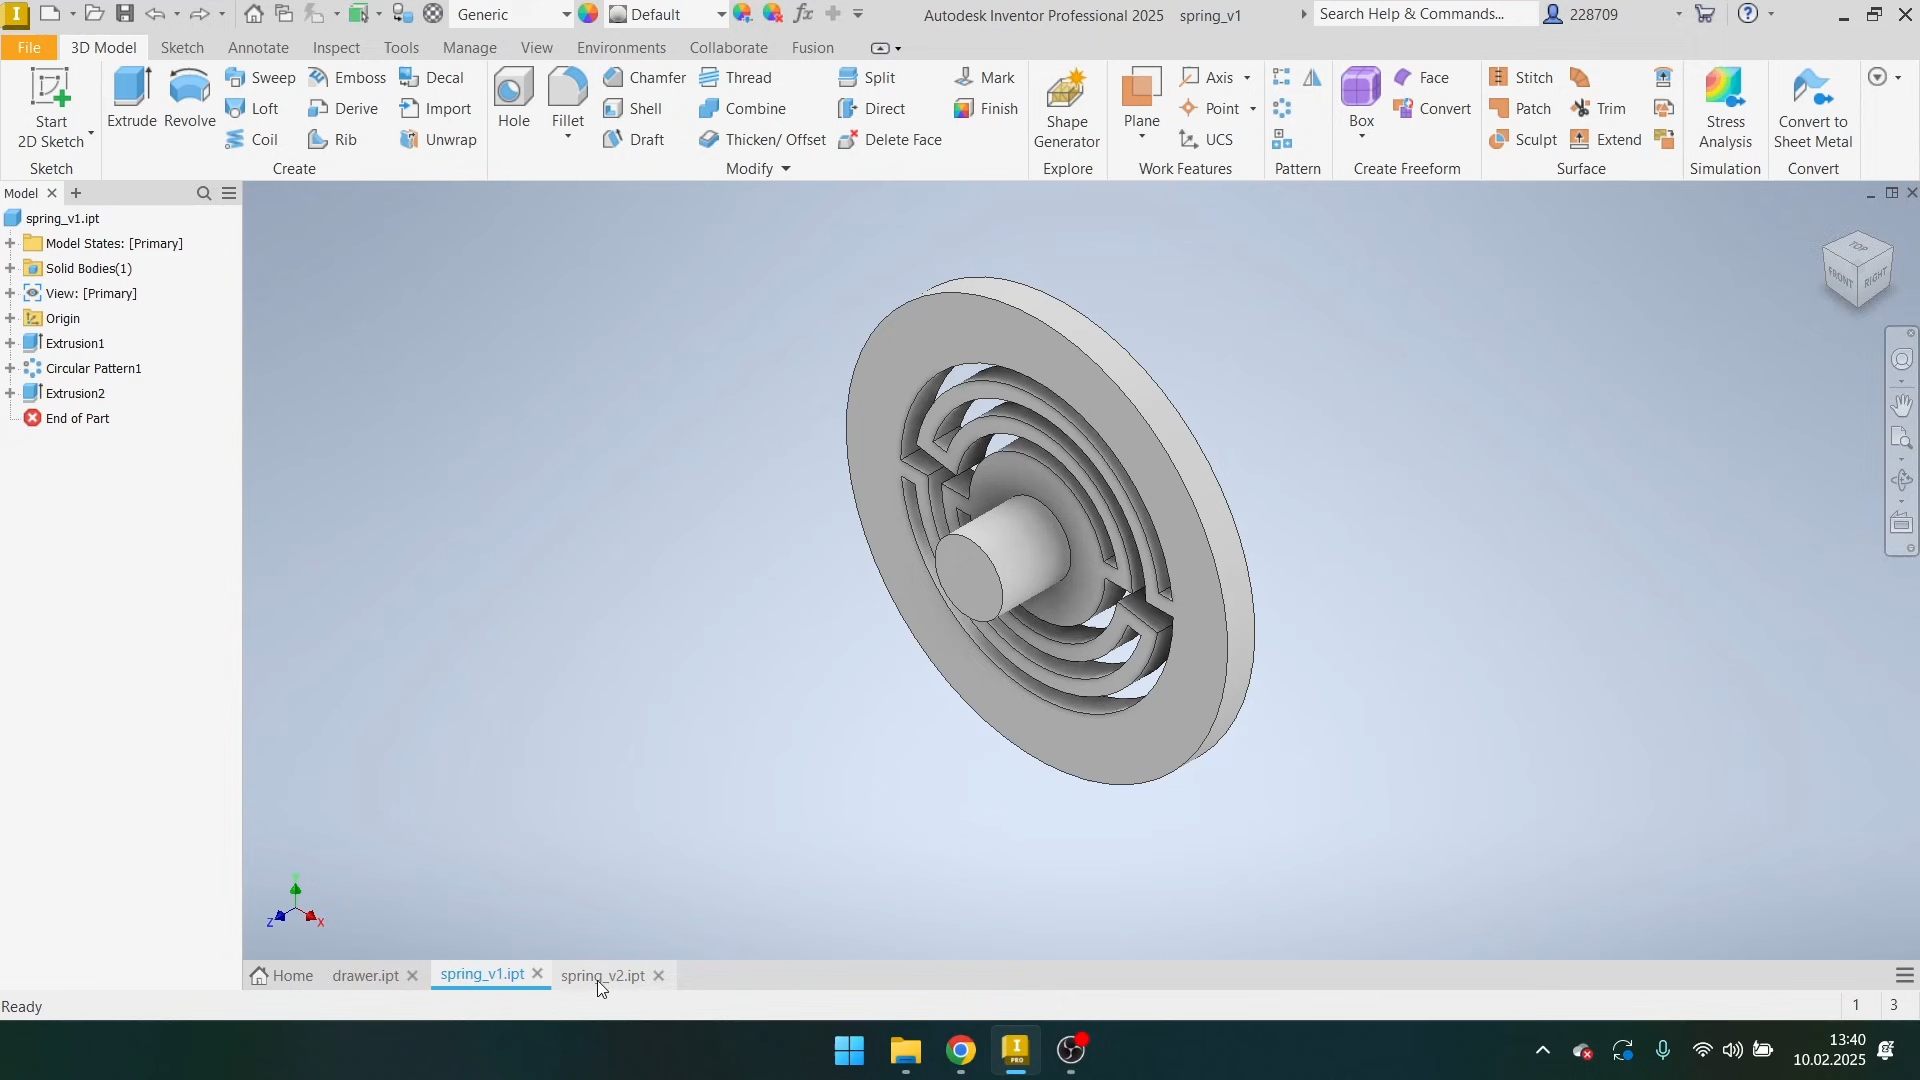 Generic
Default
Autodesk Inventor Professional 2025 spring_v1
Search Help & Commands...
228709
File
3D Model
Sketch
Annotate
Inspect
Tools
Manage
View
Environments
Collaborate
Fusion
Start
2D Sketch
Sketch
Extrude
Revolve
Sweep
Loft
Coil
Emboss
Derive
Rib
Decal
Import
Unwrap
Create
Hole
Fillet
Chamfer
Shell
Draft
Thread
Combine
Thicken/ Offset
Split
Direct
Delete Face
Mark
Finish
Modify
Shape
Generator
Explore
Plane
Axis
Point
UCS
Work Features
Pattern
Box
Face
Convert
Create Freeform
Stitch
Patch
Sculpt
Trim
Extend
Surface
Stress
Analysis
Simulation
Convert to
Sheet Metal
Convert
Model
spring_v1.ipt
Model States: [Primary]
Solid Bodies(1)
View: [Primary]
Origin
Extrusion1
Circular Pattern1
Extrusion2
End of Part
TOP
FRONT
RIGHT
Z
X
Home
drawer.ipt
spring_v1.ipt
spring_v2.ipt
Ready
1
3
13:40
10.02.2025